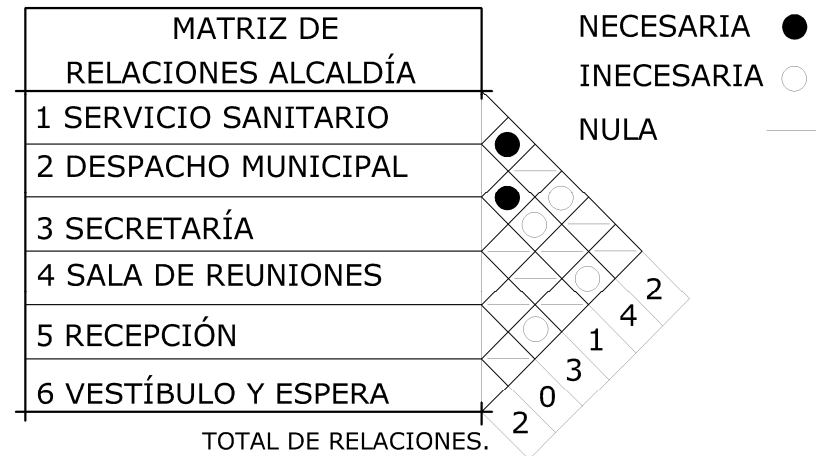 MATRIZ DE
RELACIONES ALCALDÍA
1 SERVICIO SANITARIO
2 DESPACHO MUNICIPAL
3 SECRETARÍA
4 SALA DE REUNIONES
5 RECEPCIÓN
6 VESTÍBULO Y ESPERA
TOTAL DE RELACIONES.
NECESARIA
INECESARIA
NULA
2
4
1
3
0
2